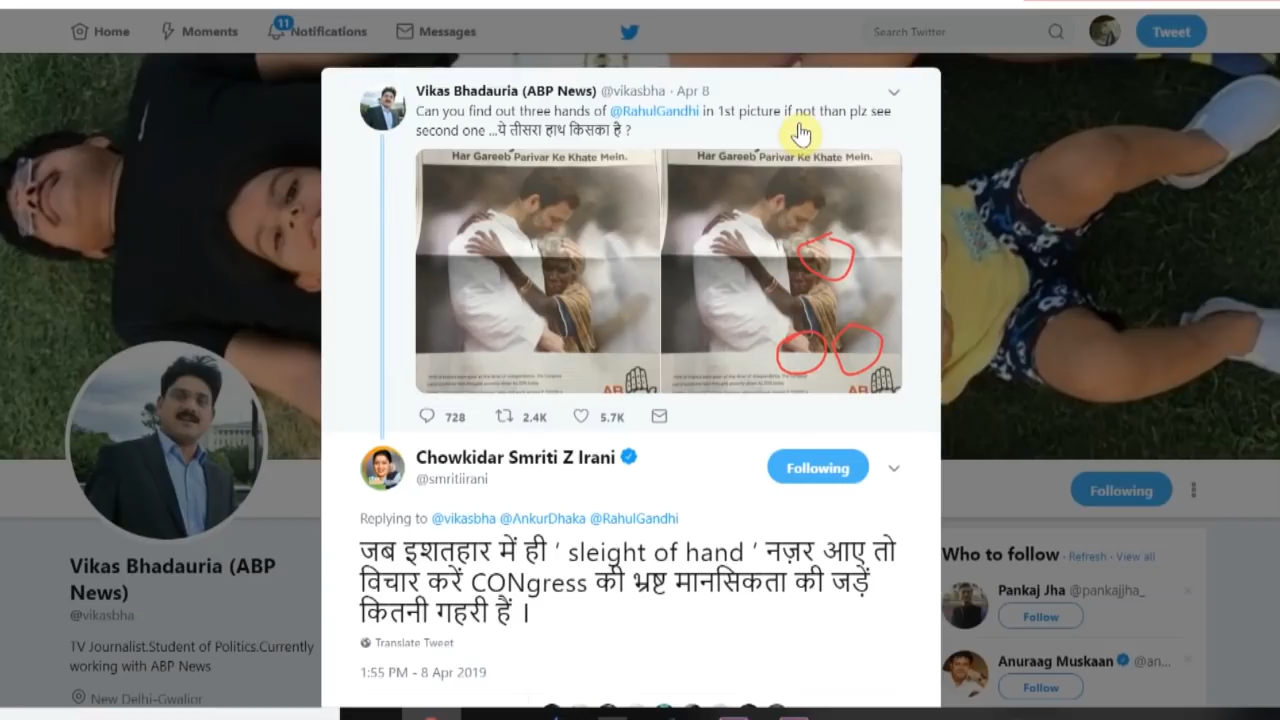 Home
Moments
11
Notifications
Messages
Search Twitter
Tweet
Vikas Bhadauria (ABP News) @vikasbha · Apr 8
Can you find out three hands of @RahulGandhi in 1st picture if not than plz see
second one ...ये तीसरा हाथ किसका है ?
Har Gareeb Parivar Ke Khate Mein.
Har Gareeb Parivar Ke Khate Mein.
AB
AB
728
2.4K
5.7K
Chowkidar Smriti Z Irani
@smritiirani
Following
Replying to @vikasbha @AnkurDhaka @RahulGandhi
जब इशतहार में ही ‘ sleight of hand ‘ नज़र आए तो
विचार करें CONgress की भ्रष्ट मानसिकता की जड़ें
कितनी गहरी हैं ।
Translate Tweet
1:55 PM - 8 Apr 2019
Vikas Bhadauria (ABP
News)
@vikasbha
TV Journalist.Student of Politics.Currently
working with ABP News
New Delhi-Gwalior
Following
Who to follow · Refresh · View all
Pankaj Jha @pankajjha_
Follow
Anuraag Muskaan @an...
Follow